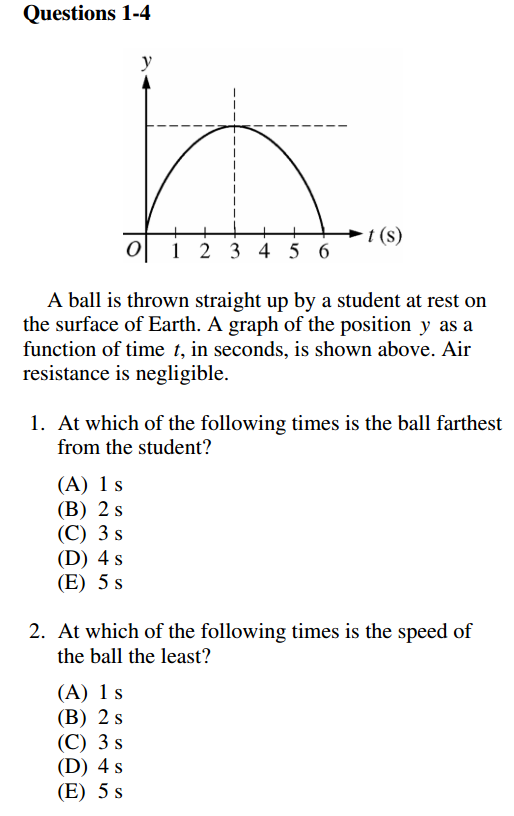 Questions 1-4
y
O 1 2 3 4 5 6 t (s)
A ball is thrown straight up by a student at rest on
the surface of Earth. A graph of the position y as a
function of time t, in seconds, is shown above. Air
resistance is negligible.
1. At which of the following times is the ball farthest
from the student?
(A) 1 s
(B) 2 s
(C) 3 s
(D) 4 s
(E) 5 s
2. At which of the following times is the speed of
the ball the least?
(A) 1 s
(B) 2 s
(C) 3 s
(D) 4 s
(E) 5 s